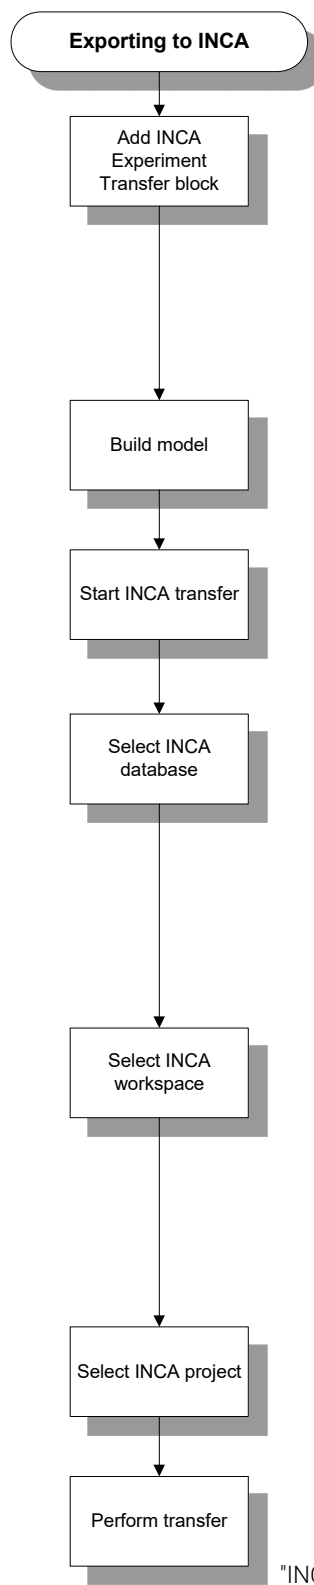 Exporting to INCA
Add INCA
Experiment
Transfer block
Build model
Start INCA transfer
Select INCA
database
Select INCA
workspace
Select INCA project
Perform transfer